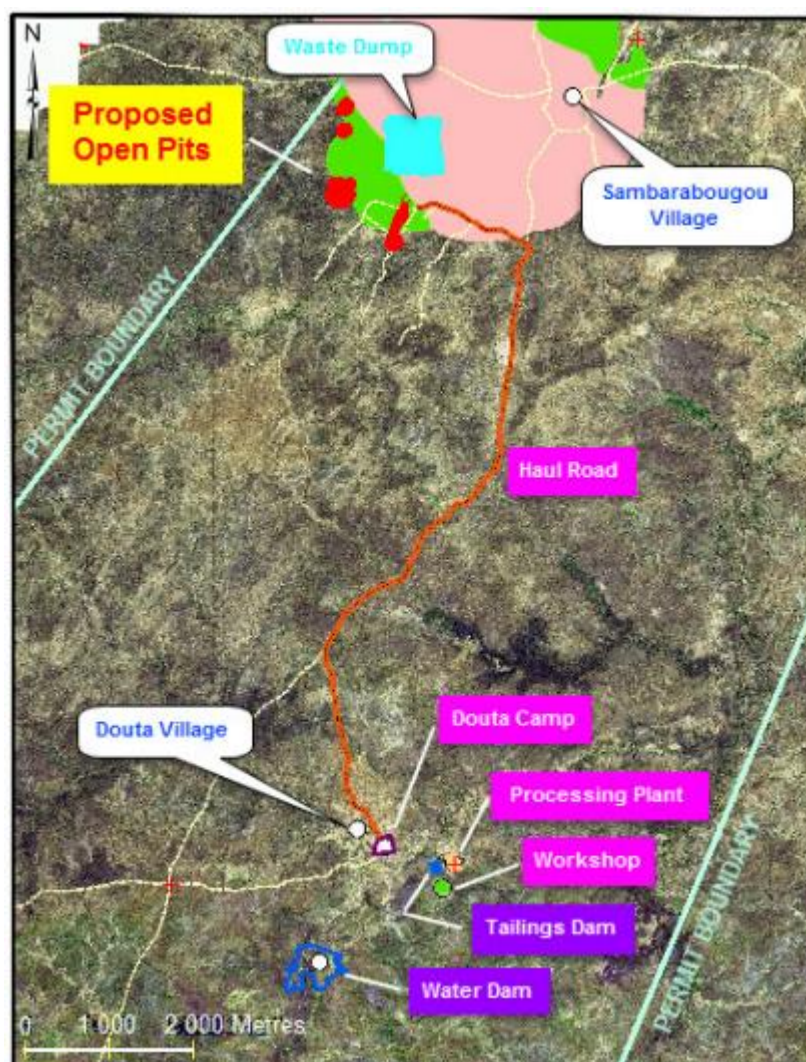 N
Waste Dump
Proposed
Open Pits
Sambarabougou
Village
PERMIT BOUNDARY
Haul Road
Douta Village
Douta Camp
Processing Plant
Workshop
Tailings Dam
Water Dam
PERMIT BOUNDARY
0 1 000 2 000 Metres